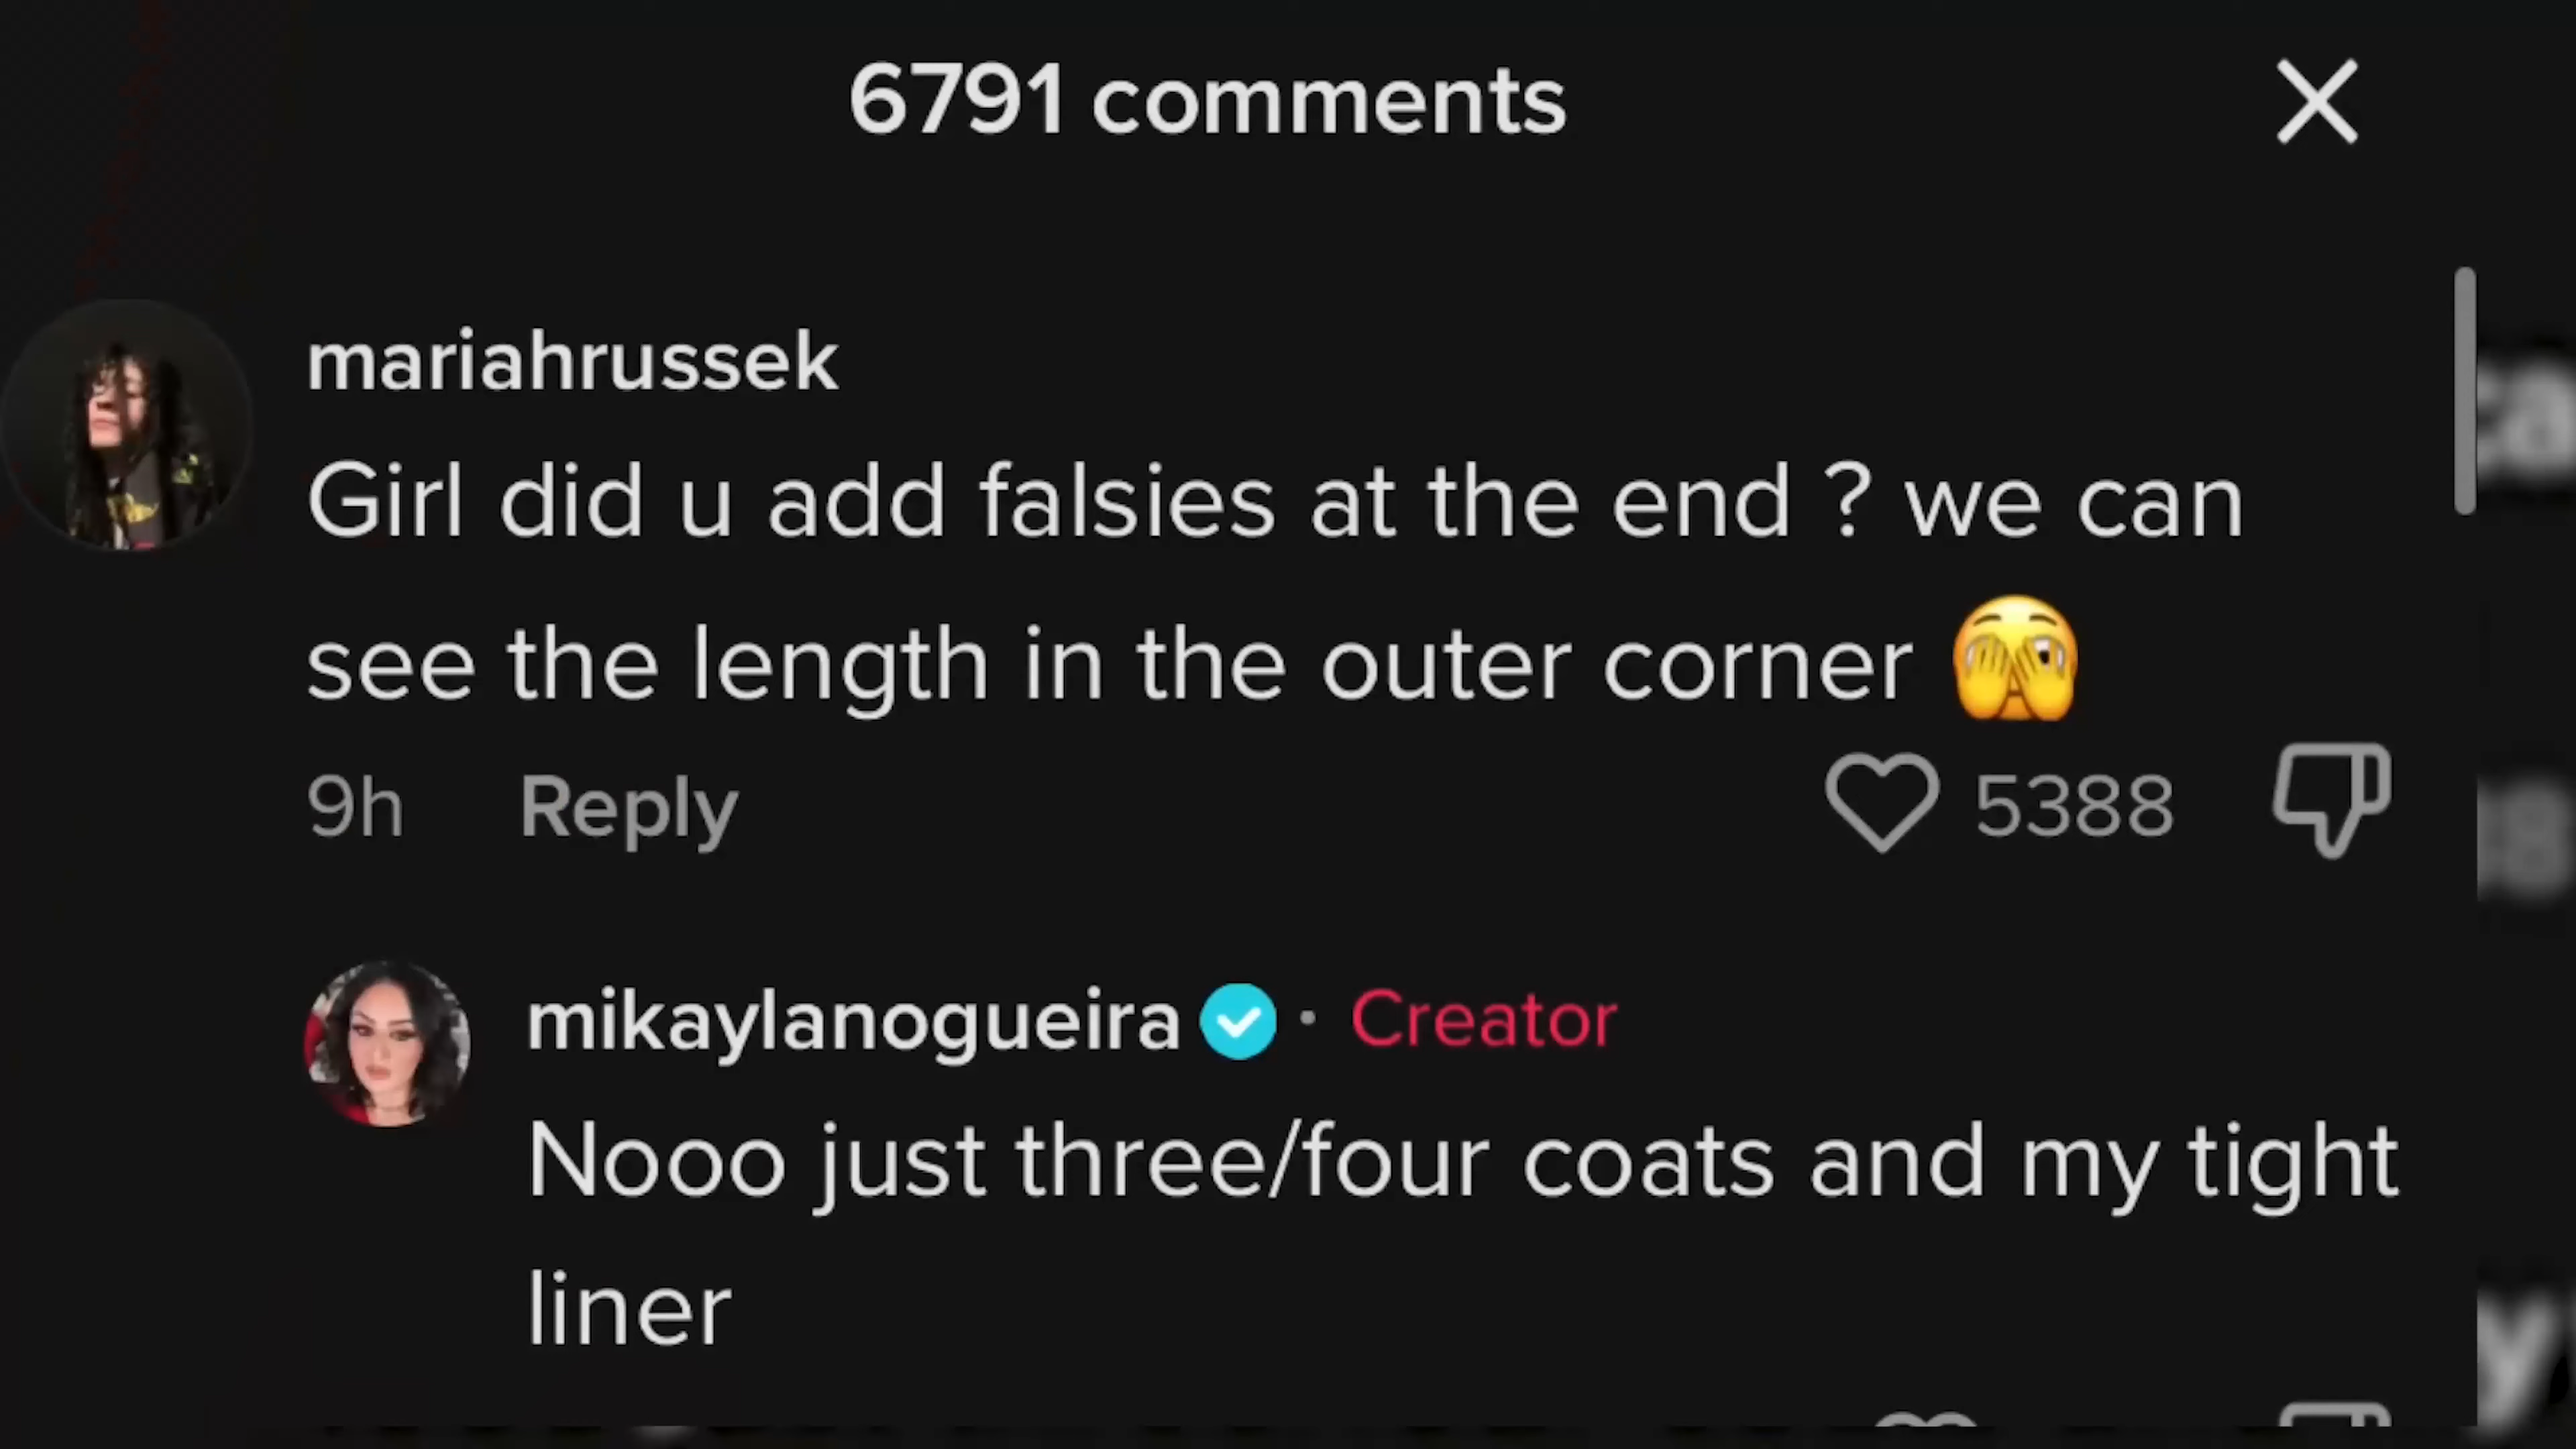 6791 comments
mariahrussek
Girl did u add falsies at the end ? we can
see the length in the outer corner 🫣
9h Reply 5388
mikaylanogueira · Creator
Nooo just three/four coats and my tight
liner